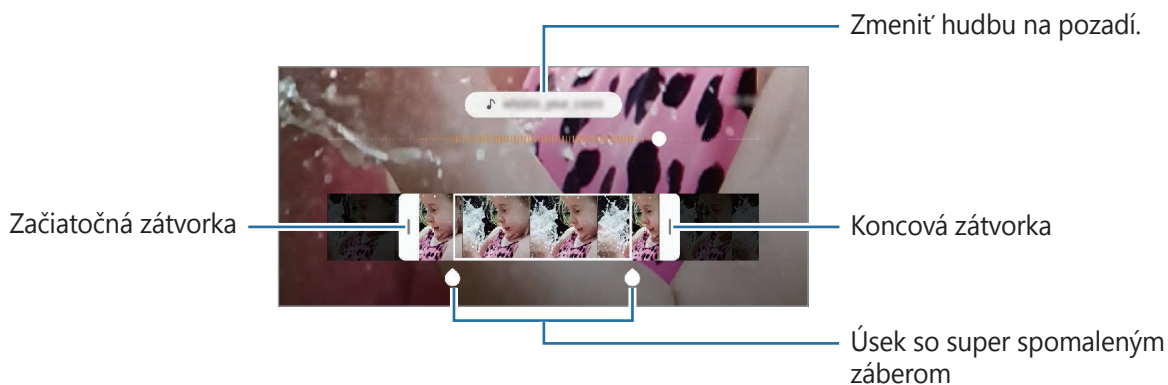 Zmeniť hudbu na pozadí.
Začiatočná zátvorka
Koncová zátvorka
Úsek so super spomaleným
záberom